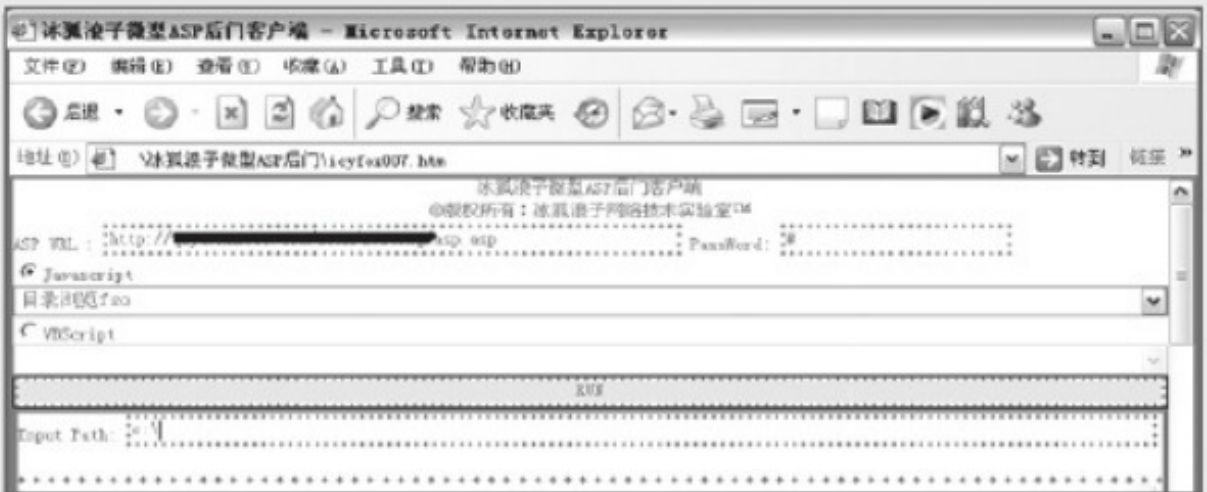 冰狐浪子微型ASP后门客户端 - Microsoft Internet Explorer
文件(F) 编辑(E) 查看(V) 收藏(A) 工具(T) 帮助(H)
后退 搜索 收藏夹
地址(D) \冰狐浪子微型ASP后门\icyfox007.htm 转到 链接 »
冰狐浪子微型ASP后门客户端
©版权所有：冰狐浪子网络技术实验室TM
ASP URL : http:// asp.asp PassWord: #
Javascript
目录浏览fso
VBScript
RUN
Input Path: c:\